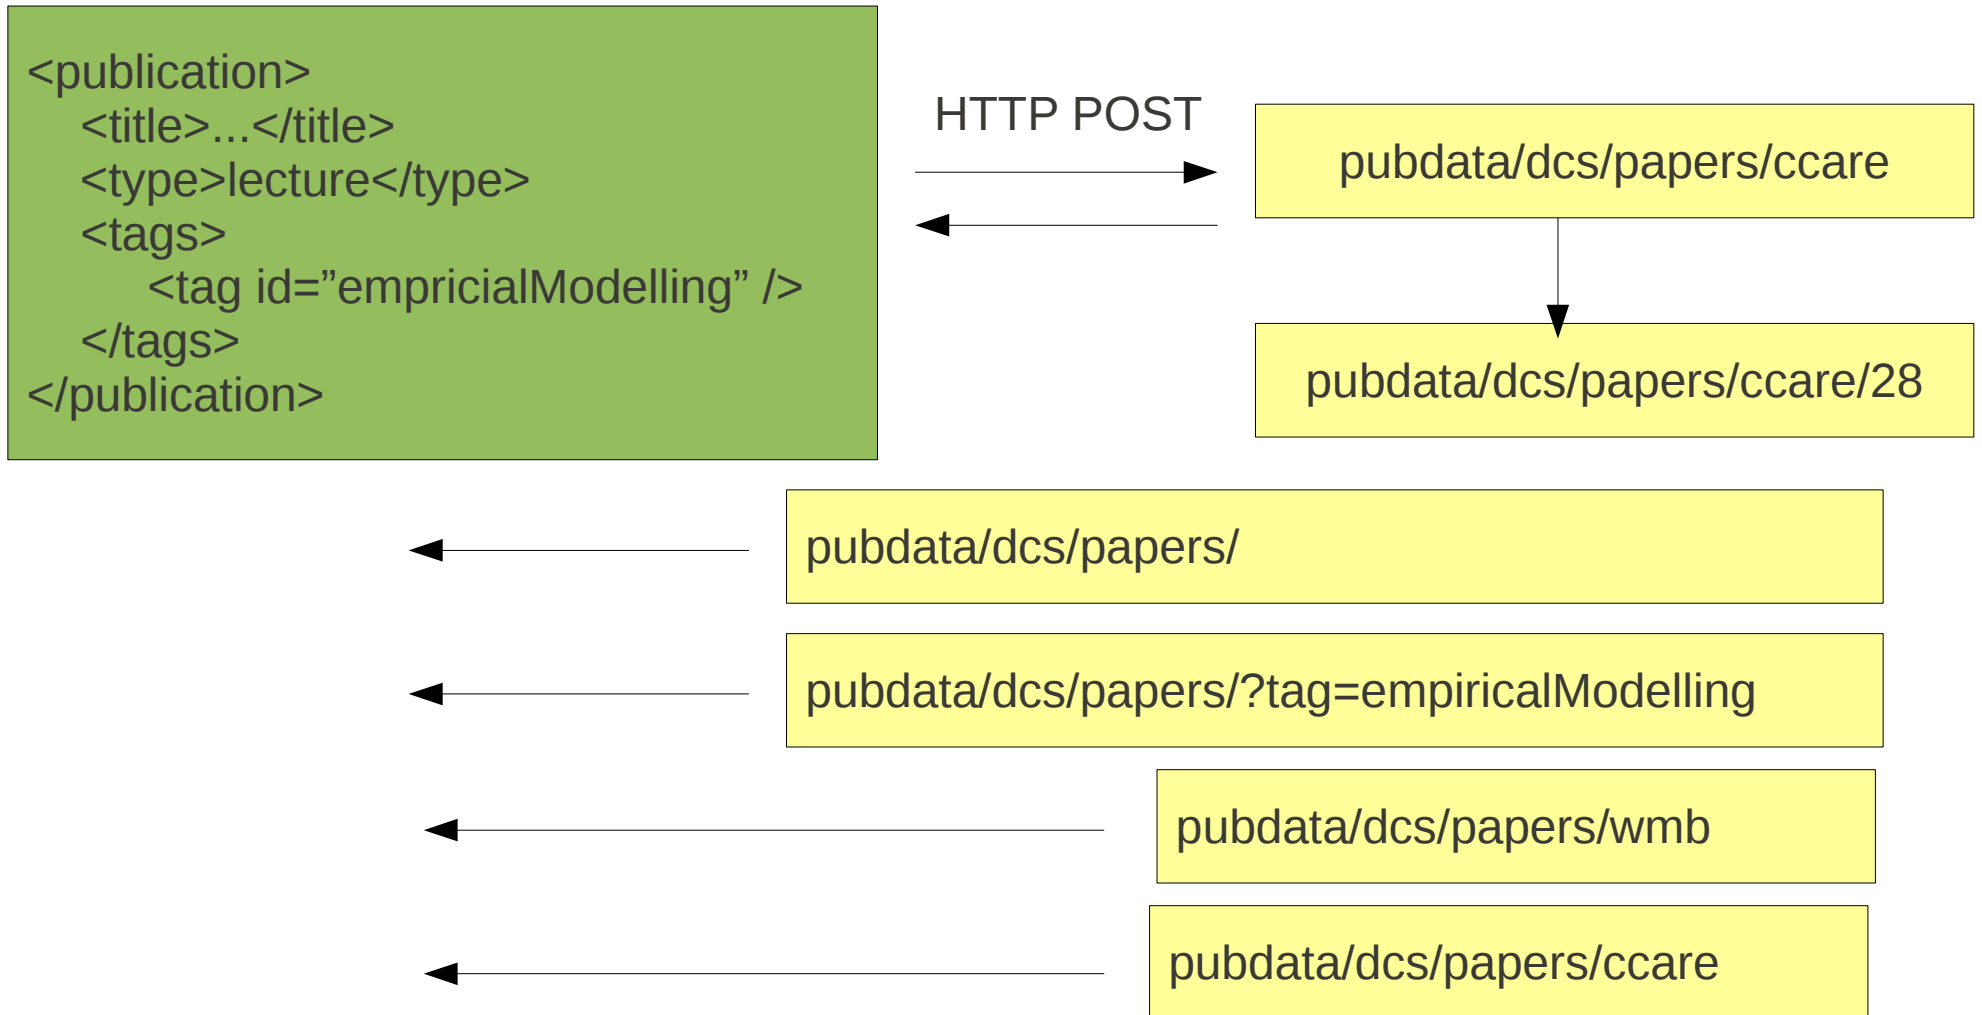 <publication>
<title>...</title>
<type>lecture</type>
<tags>
<tag id=”empricialModelling” />
</tags>
</publication>
HTTP POST
pubdata/dcs/papers/ccare
pubdata/dcs/papers/ccare/28
pubdata/dcs/papers/
pubdata/dcs/papers/?tag=empiricalModelling
pubdata/dcs/papers/wmb
pubdata/dcs/papers/ccare